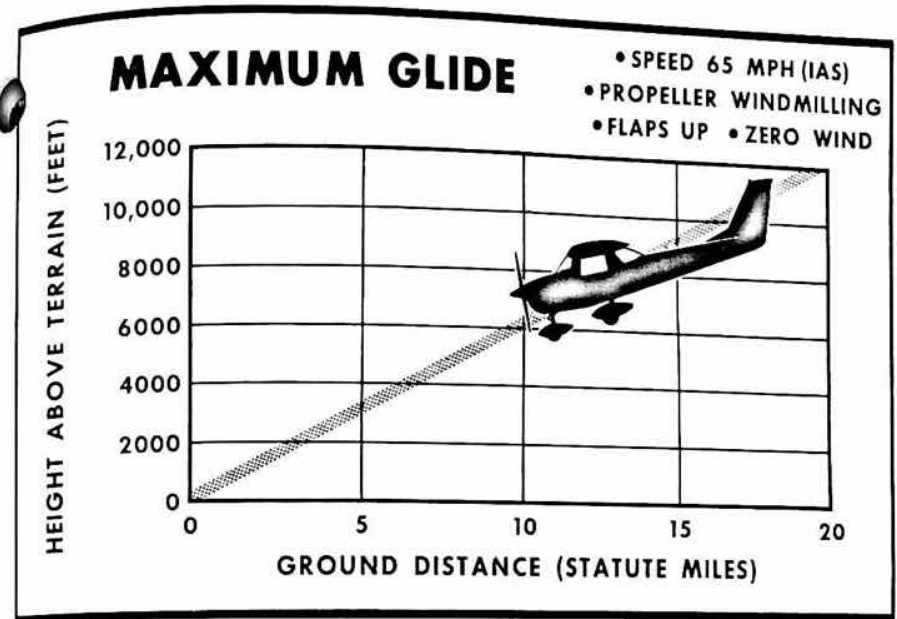 MAXIMUM GLIDE
• SPEED 65 MPH (IAS)
• PROPELLER WINDMILLING
• FLAPS UP • ZERO WIND
HEIGHT ABOVE TERRAIN (FEET)
12,000
10,000
8000
6000
4000
2000
0
0 5 10 15 20
GROUND DISTANCE (STATUTE MILES)